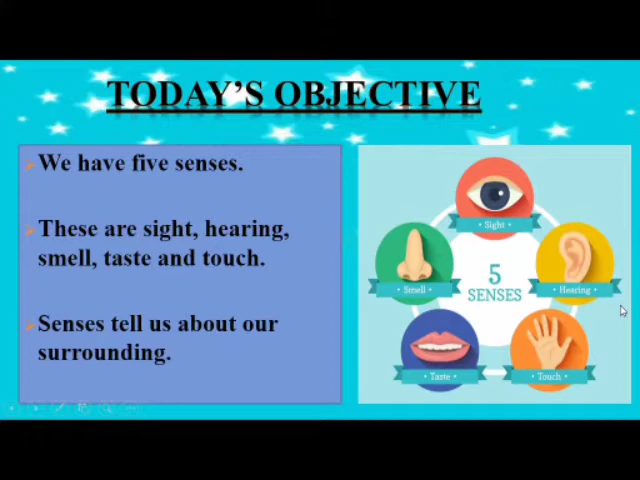 TODAY'S OBJECTIVE
We have five senses.
These are sight, hearing,
smell, taste and touch.
Senses tell us about our
surrounding.
• Sight •
• Smell •
• Hearing •
5
SENSES
• Taste •
• Touch •